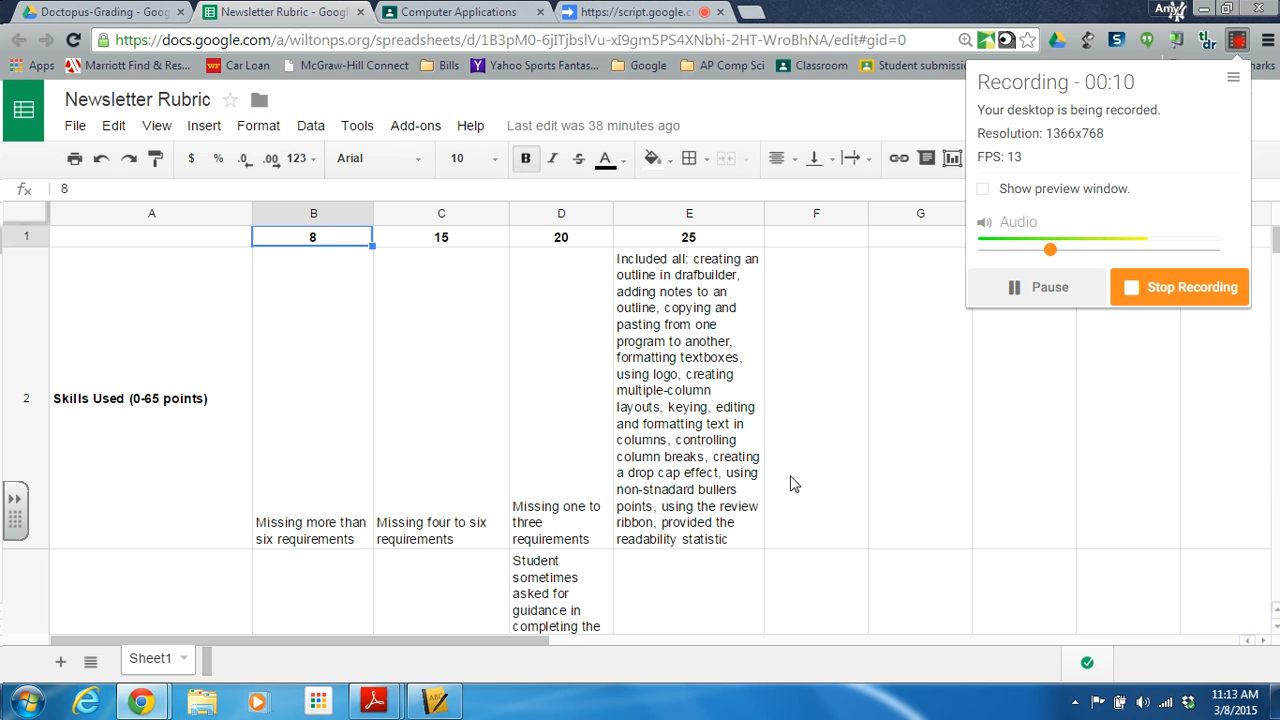 Doctopus-Grading - Goog
Newsletter Rubric - Googl
Computer Applications
https://script.google.c
Amy
https://docs.google.com/a/wiltonps.org/spreadsheets/d/1B3pM0-6jITjbsIVu-xI9gm5PS4XNbhi-2HT-WroBhNA/edit#gid=0
Apps
Marriott Find & Res...
Car Loan
McGraw-Hill Connect
Bills
Yahoo Sports Fantas...
Google
AP Comp Sci
Classroom
Student submissi
marks
Recording - 00:10
Your desktop is being recorded.
Resolution: 1366x768
FPS: 13
Show preview window.
Audio
Pause
Stop Recording
Newsletter Rubric
File Edit View Insert Format Data Tools Add-ons Help Last edit was 38 minutes ago
$ % .0 .00 123 Arial 10 B I S A
fx 8
A B C D E F G
1 8 15 20 25
2 Skills Used (0-65 points)
Missing more than
six requirements
Missing four to six
requirements
Missing one to
three
requirements
Included all: creating an
outline in drafbuilder,
adding notes to an
outline, copying and
pasting from one
program to another,
formatting textboxes,
using logo, creating
multiple-column
layouts, keying, editing
and formatting text in
columns, controlling
column breaks, creating
a drop cap effect, using
non-stnadard bullers
points, using the review
ribbon, provided the
readability statistic
Student
sometimes
asked for
guidance in
completing the
Sheet1
11:13 AM
3/8/2015